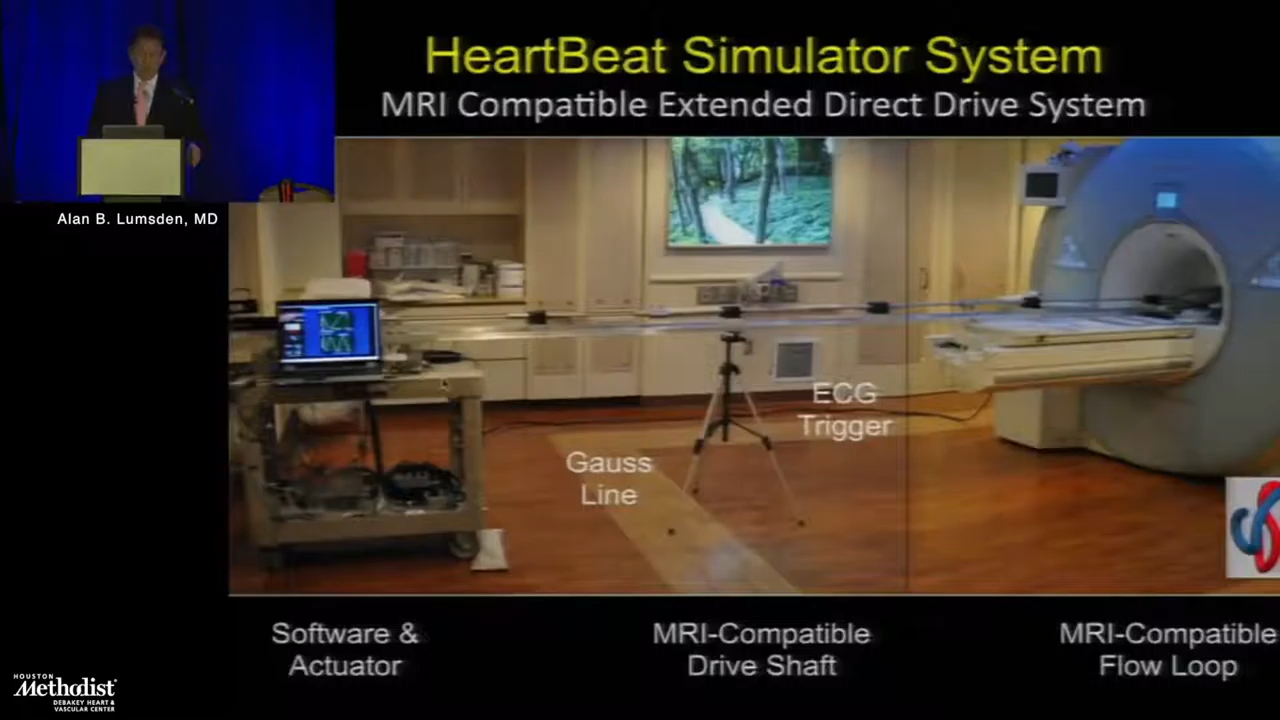 HeartBeat Simulator System
MRI Compatible Extended Direct Drive System
Alan B. Lumsden, MD
ECG
Trigger
Gauss
Line
Software &
Actuator
MRI-Compatible
Drive Shaft
MRI-Compatible
Flow Loop
HOUSTON
Methodist
DEBAKEY HEART &
VASCULAR CENTER